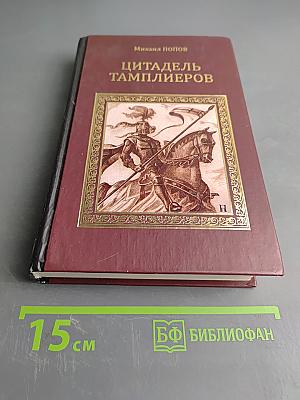 Михаил ПОПОВ
ЦИТАДЕЛЬ
ТАМПЛИЕРОВ
Н
15 см
БФ БИБЛИОФАН